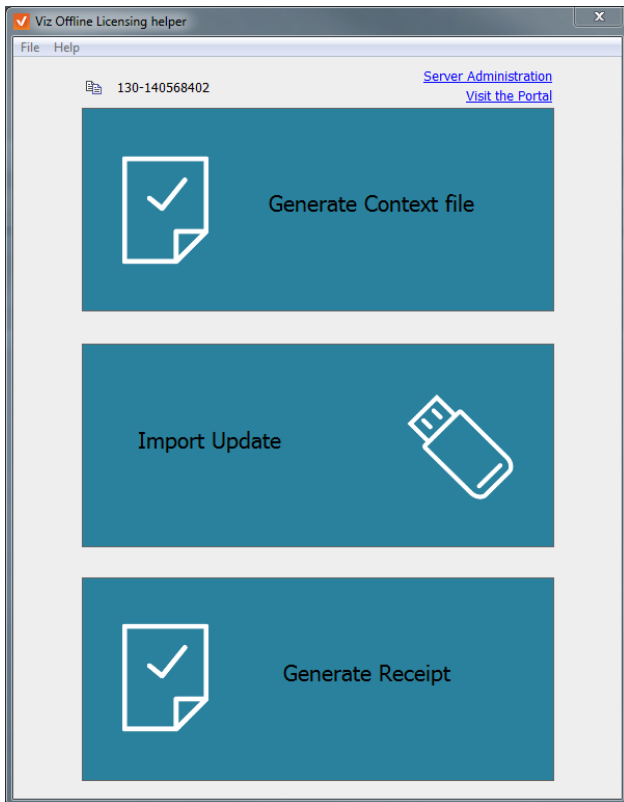 Viz Offline Licensing helper
File Help
130-140568402
Server Administration
Visit the Portal
Generate Context file
Import Update
Generate Receipt